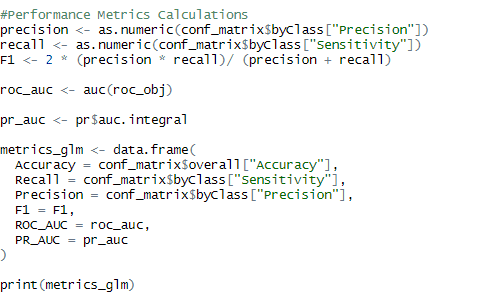 #Performance Metrics Calculations
precision <- as.numeric(conf_matrix$byClass["Precision"])
recall <- as.numeric(conf_matrix$byClass["Sensitivity"])
F1 <- 2 * (precision * recall)/ (precision + recall)

roc_auc <- auc(roc_obj)

pr_auc <- pr$auc.integral

metrics_glm <- data.frame(
  Accuracy = conf_matrix$overall["Accuracy"],
  Recall = conf_matrix$byClass["Sensitivity"],
  Precision = conf_matrix$byClass["Precision"],
  F1 = F1,
  ROC_AUC = roc_auc,
  PR_AUC = pr_auc
)

print(metrics_glm)